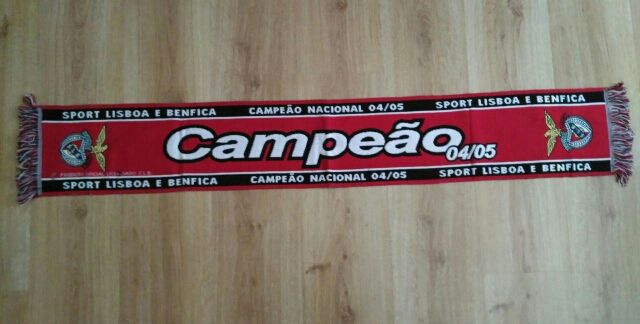 SPORT LISBOA E BENFICA CAMPEÃO NACIONAL 04/05 SPORT LISBOA E BENFICA
Campeão
04/05
SPORT LISBOA E BENFICA CAMPEÃO NACIONAL 04/05 SPORT LISBOA E BENFICA